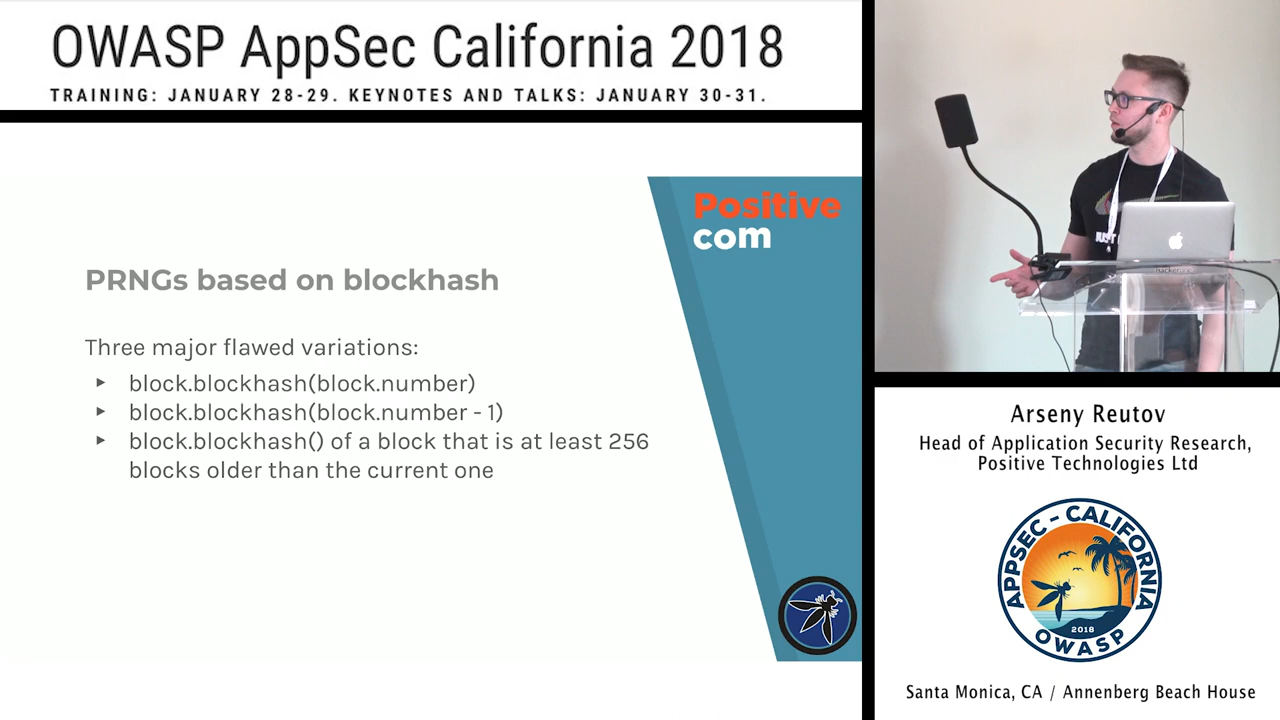 OWASP AppSec California 2018
TRAINING: JANUARY 28-29. KEYNOTES AND TALKS: JANUARY 30-31.
Positive
com
PRNGs based on blockhash
Three major flawed variations:
▸ block.blockhash(block.number)
▸ block.blockhash(block.number - 1)
▸ block.blockhash() of a block that is at least 256
blocks older than the current one
Arseny Reutov
Head of Application Security Research,
Positive Technologies Ltd
APPSEC - CALIFORNIA
2018
OWASP
Santa Monica, CA / Annenberg Beach House